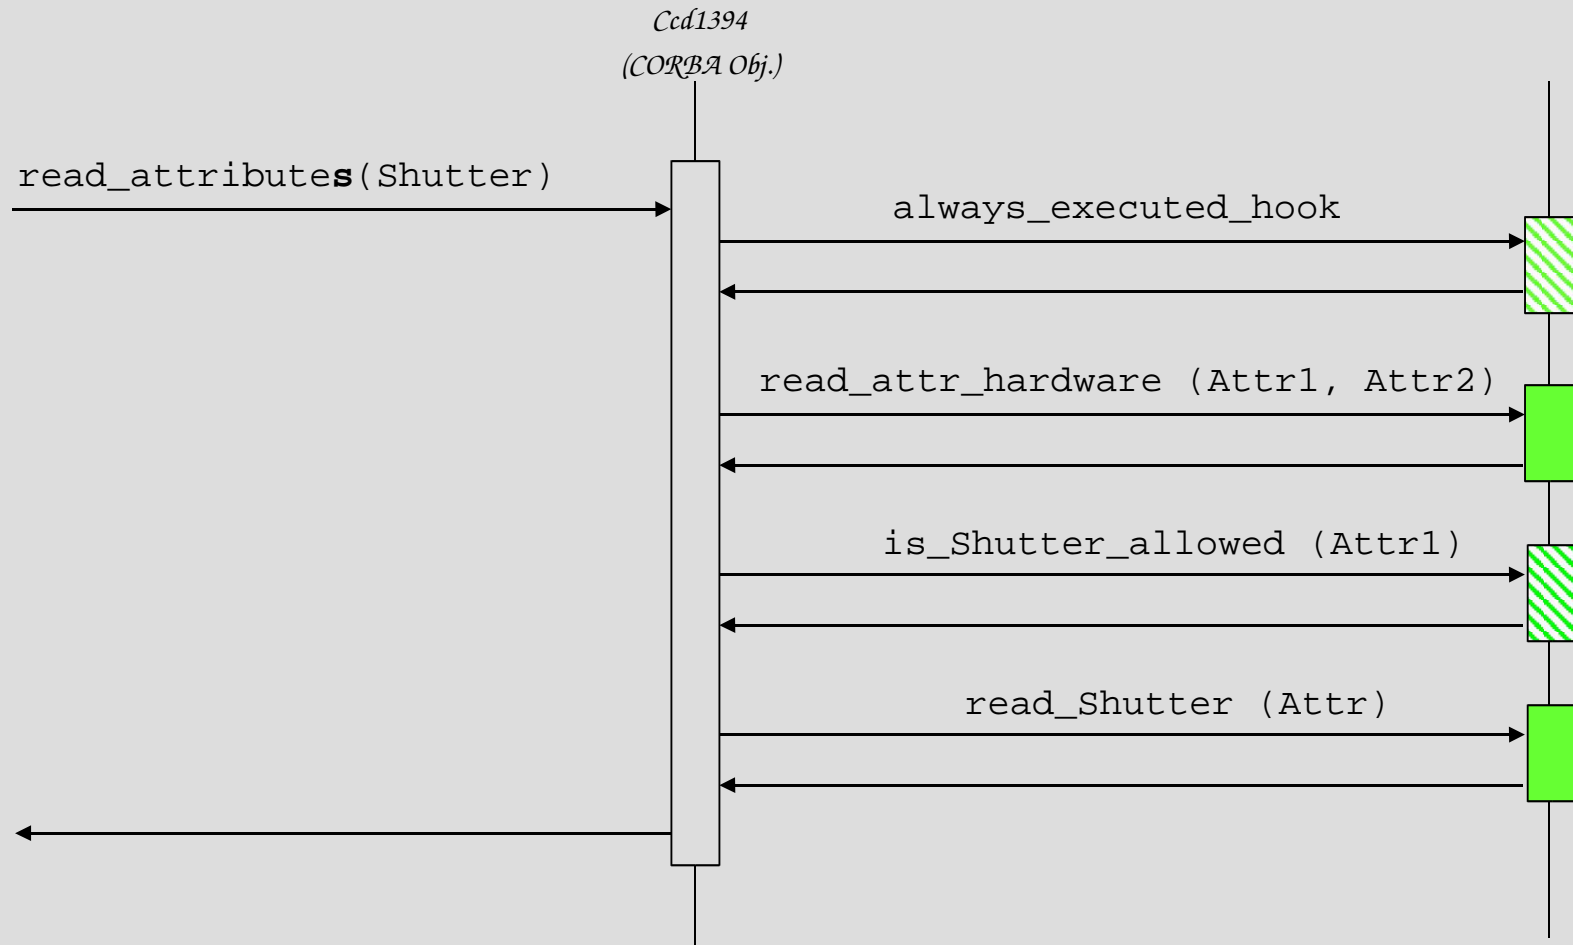 Ccd1394
(CORBA Obj.)
read_attributes(Shutter)
always_executed_hook
read_attr_hardware (Attr1, Attr2)
is_Shutter_allowed (Attr1)
read_Shutter (Attr)